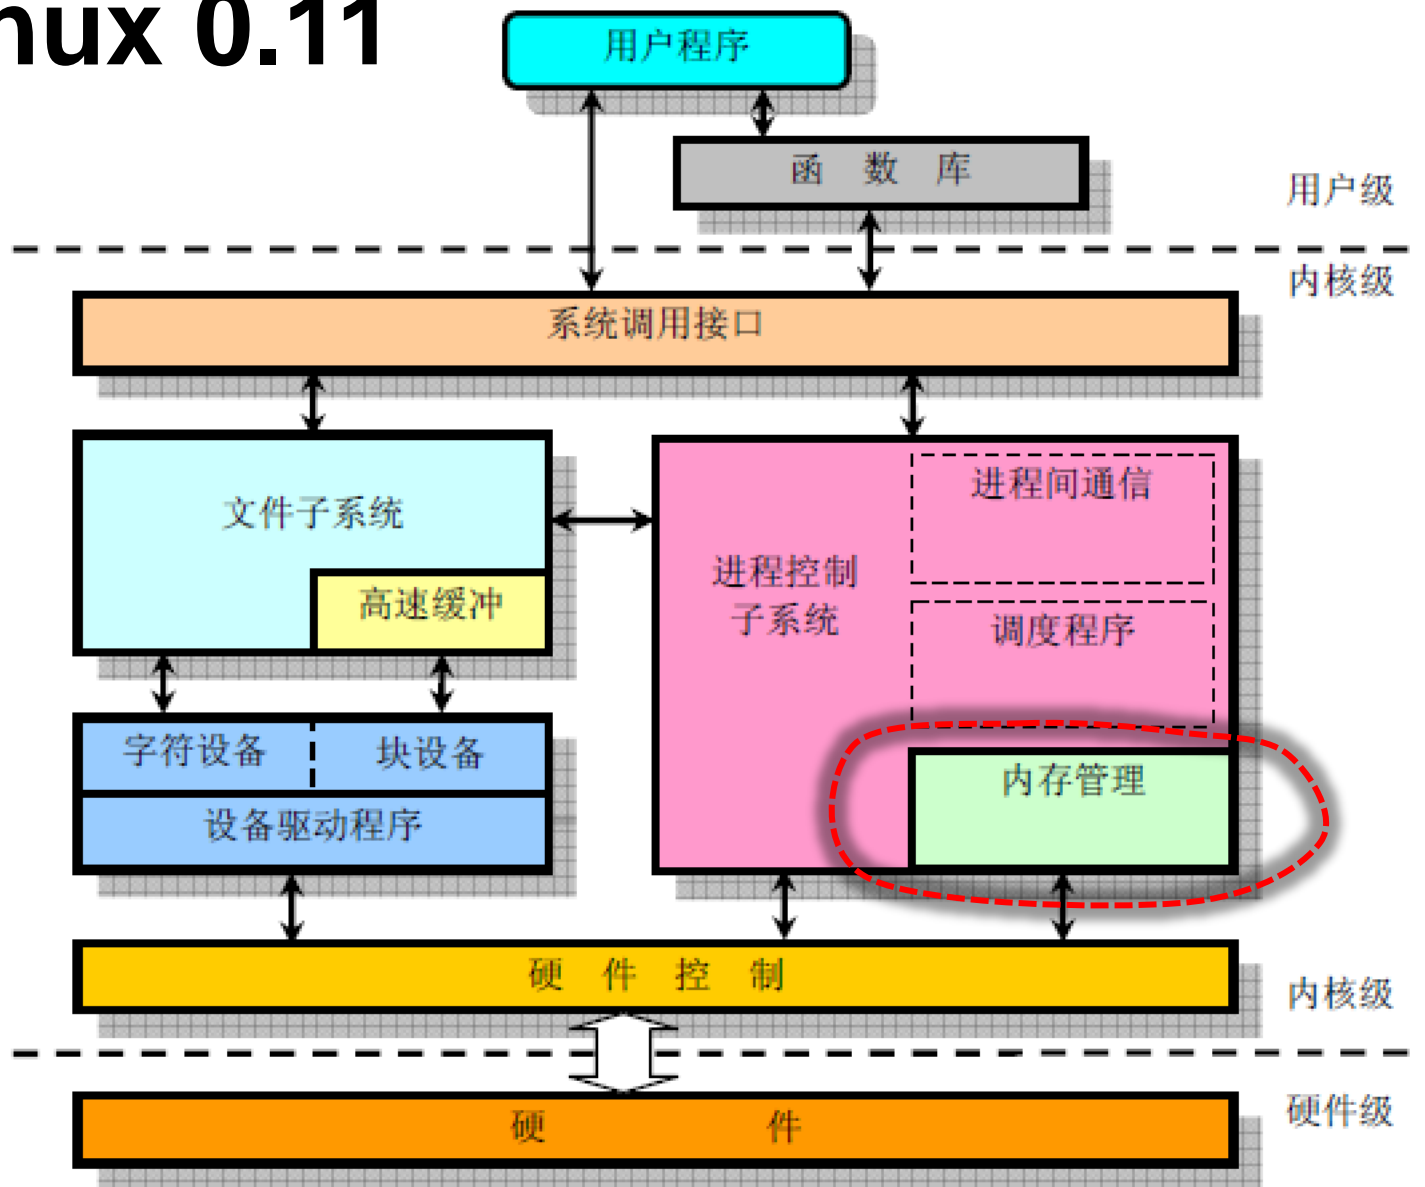 nux 0.11
用户程序
函 数 库
用户级
内核级
系统调用接口
文件子系统
高速缓冲
进程控制
子系统
进程间通信
调度程序
内存管理
字符设备
块设备
设备驱动程序
硬 件 控 制
内核级
硬件级
硬 件